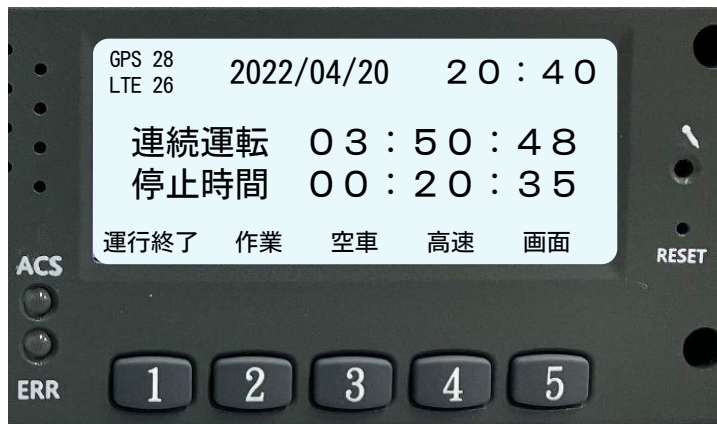 GPS 28
LTE 26
2022/04/20 20:40
連続運転 03:50:48
停止時間 00:20:35
運行終了 作業 空車 高速 画面
ACS
ERR
RESET
1 2 3 4 5